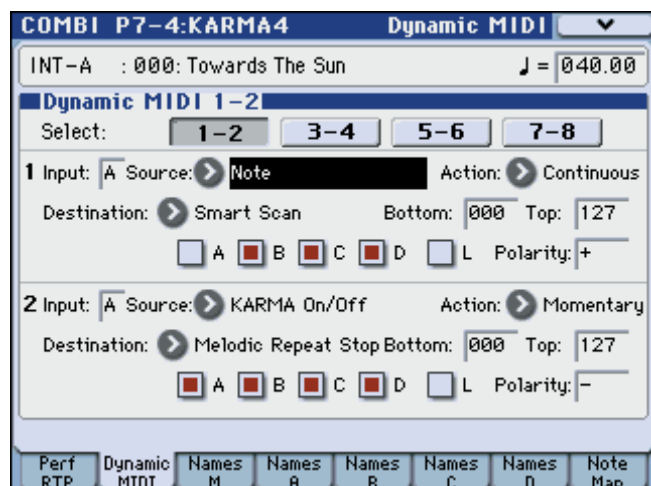 COMBI P7-4:KARMA4 Dynamic MIDI
INT-A :000: Towards The Sun ♩= 040.00
Dynamic MIDI 1-2
Select: 1-2 3-4 5-6 7-8
1 Input: A Source: Note Action: Continuous
Destination: Smart Scan Bottom: 000 Top: 127
A B C D L Polarity: +
2 Input: A Source: KARMA On/Off Action: Momentary
Destination: Melodic Repeat Stop Bottom: 000 Top: 127
A B C D L Polarity: -
Perf RTP Dynamic MIDI Names M Names A Names B Names C Names D Note Map